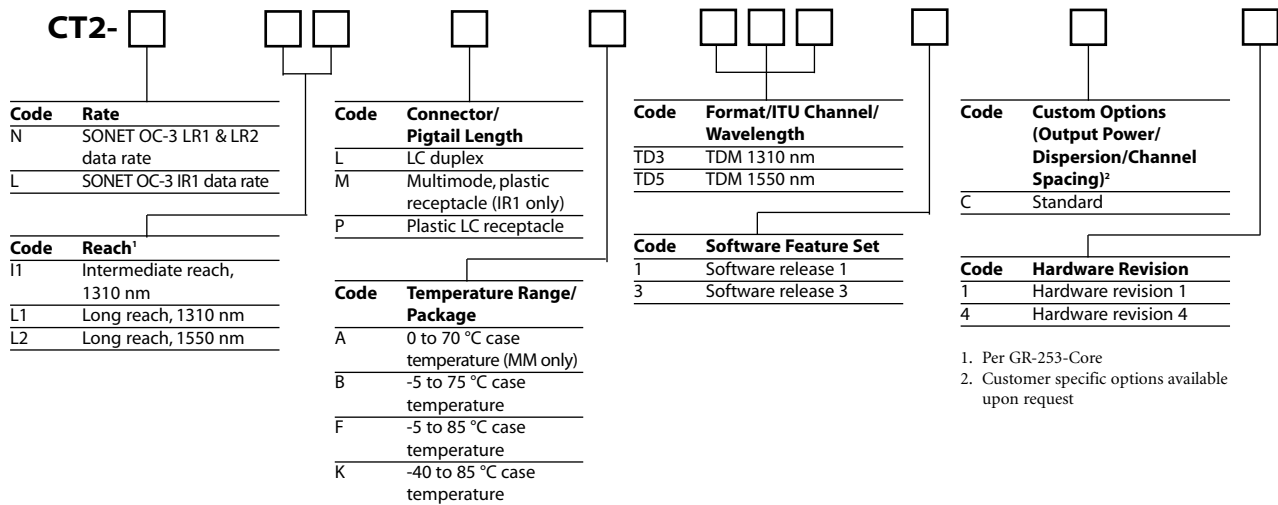 CT2-
Code Rate
N SONET OC-3 LR1 & LR2
data rate
L SONET OC-3 IR1 data rate
Code Reach¹
I1 Intermediate reach,
1310 nm
L1 Long reach, 1310 nm
L2 Long reach, 1550 nm
Code Connector/
Pigtail Length
L LC duplex
M Multimode, plastic
receptacle (IR1 only)
P Plastic LC receptacle
Code Temperature Range/
Package
A 0 to 70 °C case
temperature (MM only)
B -5 to 75 °C case
temperature
F -5 to 85 °C case
temperature
K -40 to 85 °C case
temperature
Code Format/ITU Channel/
Wavelength
TD3 TDM 1310 nm
TD5 TDM 1550 nm
Code Software Feature Set
1 Software release 1
3 Software release 3
Code Custom Options
(Output Power/
Dispersion/Channel
Spacing)²
C Standard
Code Hardware Revision
1 Hardware revision 1
4 Hardware revision 4
1. Per GR-253-Core
2. Customer specific options available
upon request